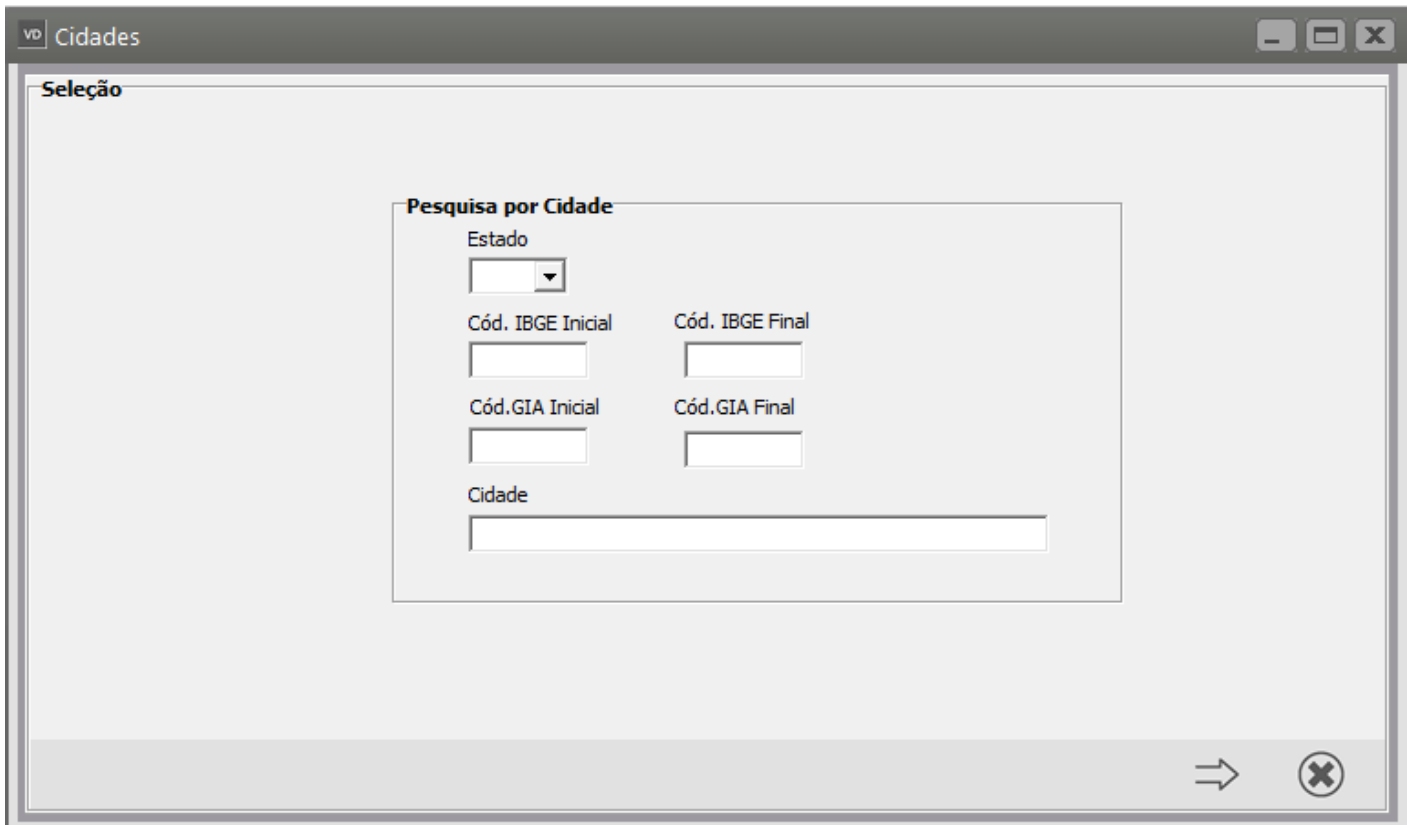 VD Cidades
Seleção
Pesquisa por Cidade
Estado
Cód. IBGE Inicial Cód. IBGE Final
Cód.GIA Inicial Cód.GIA Final
Cidade